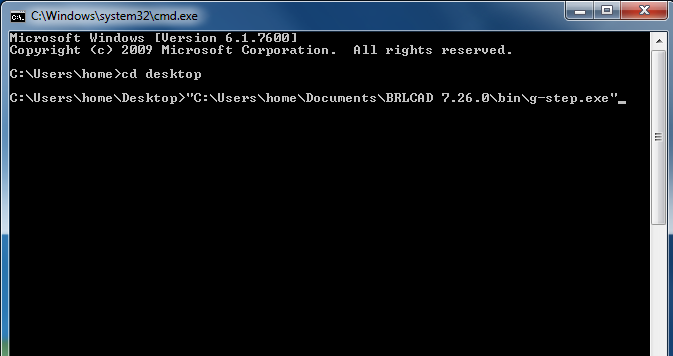 C:\Windows\system32\cmd.exe
Microsoft Windows [Version 6.1.7600]
Copyright (c) 2009 Microsoft Corporation.  All rights reserved.
C:\Users\home>cd desktop
C:\Users\home\Desktop>"C:\Users\home\Documents\BRLCAD 7.26.0\bin\g-step.exe"_